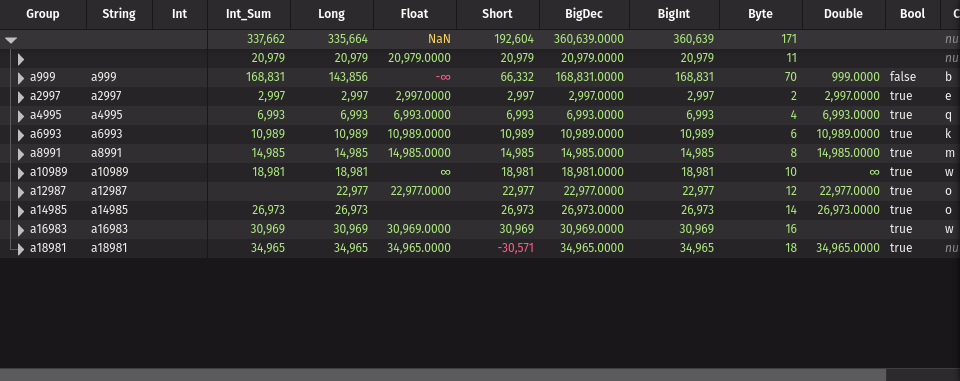 Group String Int Int_Sum Long Float Short BigDec BigInt Byte Double Bool C
337,662 335,664 NaN 192,604 360,639.0000 360,639 171 nu
20,979 20,979 20,979.0000 20,979 20,979.0000 20,979 11 nu
a999 a999 168,831 143,856 -∞ 66,332 168,831.0000 168,831 70 999.0000 false b
a2997 a2997 2,997 2,997 2,997.0000 2,997 2,997.0000 2,997 2 2,997.0000 true e
a4995 a4995 6,993 6,993 6,993.0000 6,993 6,993.0000 6,993 4 6,993.0000 true q
a6993 a6993 10,989 10,989 10,989.0000 10,989 10,989.0000 10,989 6 10,989.0000 true k
a8991 a8991 14,985 14,985 14,985.0000 14,985 14,985.0000 14,985 8 14,985.0000 true m
a10989 a10989 18,981 18,981 ∞ 18,981 18,981.0000 18,981 10 ∞ true w
a12987 a12987 22,977 22,977.0000 22,977 22,977.0000 22,977 12 22,977.0000 true o
a14985 a14985 26,973 26,973 26,973 26,973.0000 26,973 14 26,973.0000 true o
a16983 a16983 30,969 30,969 30,969.0000 30,969 30,969.0000 30,969 16 true w
a18981 a18981 34,965 34,965 34,965.0000 -30,571 34,965.0000 34,965 18 34,965.0000 true nu